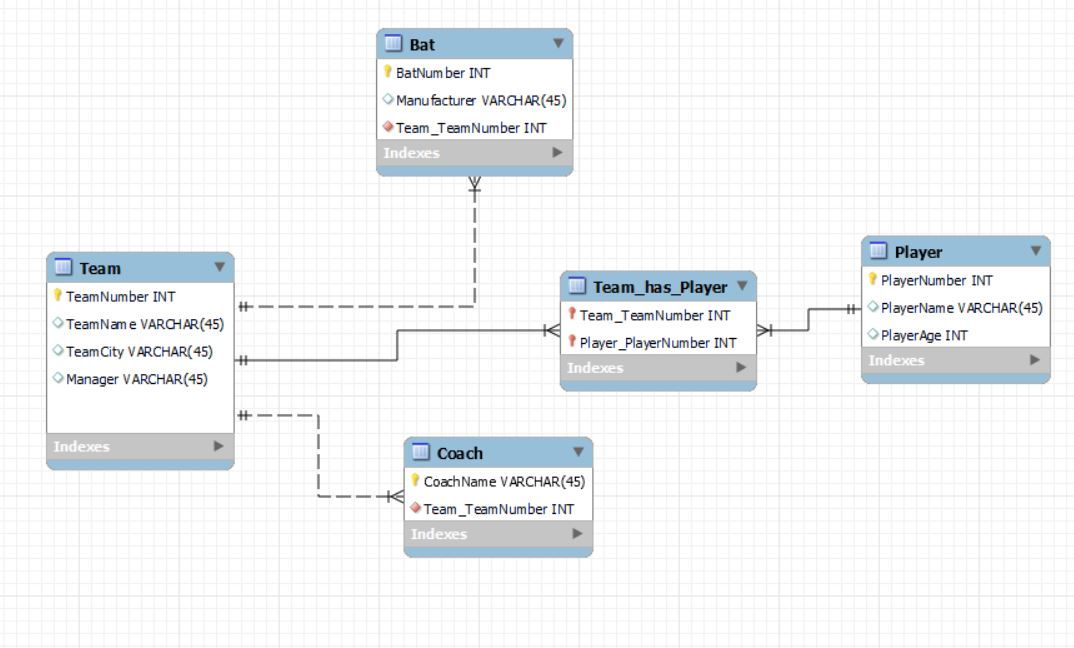 Bat
BatNumber INT
Manufacturer VARCHAR(45)
Team_TeamNumber INT
Indexes
Team
TeamNumber INT
TeamName VARCHAR(45)
TeamCity VARCHAR(45)
Manager VARCHAR(45)
Indexes
Team_has_Player
Team_TeamNumber INT
Player_PlayerNumber INT
Indexes
Player
PlayerNumber INT
PlayerName VARCHAR(45)
PlayerAge INT
Indexes
Coach
CoachName VARCHAR(45)
Team_TeamNumber INT
Indexes